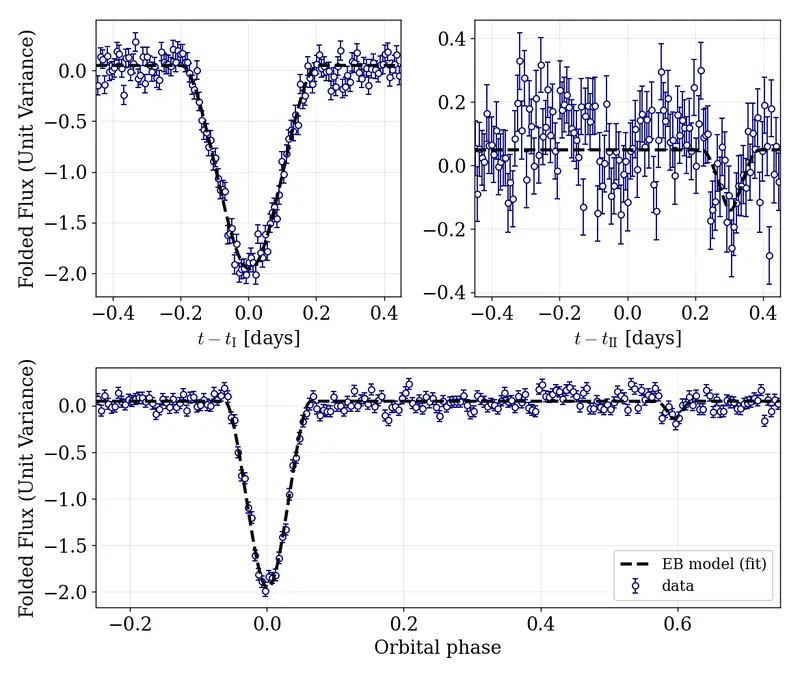 Folded Flux (Unit Variance)
0.0
−0.5
−1.0
−1.5
−2.0
−0.4 −0.2 0.0 0.2 0.4
t − t_I [days]
0.4
0.2
0.0
−0.2
−0.4
−0.4 −0.2 0.0 0.2 0.4
t − t_II [days]
Folded Flux (Unit Variance)
0.0
−0.5
−1.0
−1.5
−2.0
−0.2 0.0 0.2 0.4 0.6
Orbital phase
EB model (fit)
data